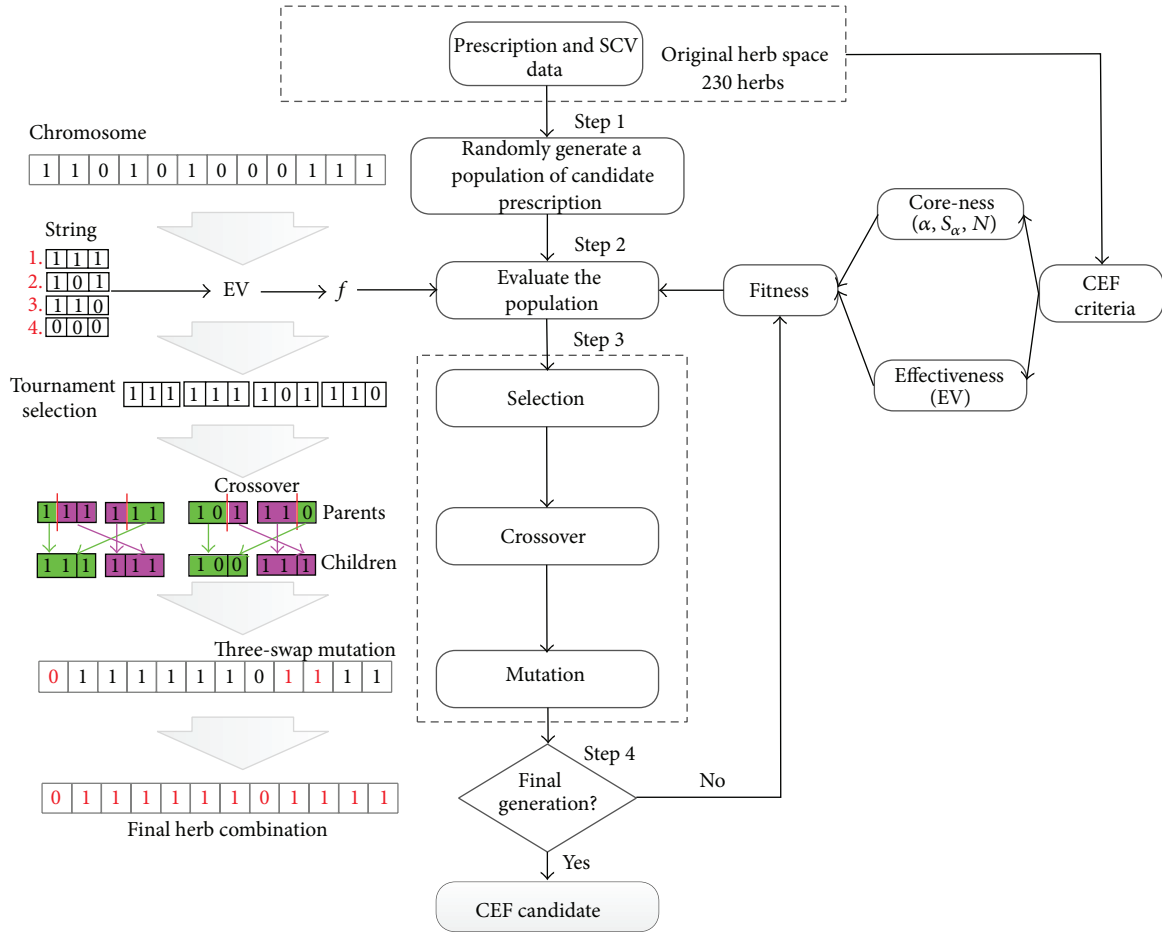 Prescription and SCV
data
Original herb space
230 herbs
Step 1
Randomly generate a
population of candidate
prescription
Step 2
Evaluate the
population
Step 3
Selection
Crossover
Mutation
Step 4
Final
generation?
No
Yes
CEF candidate
Fitness
Core-ness
(α, Sα, N)
Effectiveness
(EV)
CEF
criteria
Chromosome
1 1 0 1 0 1 0 0 0 1 1 1
String
1. 1 1 1
2. 1 0 1
3. 1 1 0
4. 0 0 0
EV
f
Tournament
selection
1 1 1 1 1 1 1 0 1 1 1 0
Crossover
1 1 1 1 1 1 1 0 1 1 1 0 Parents
1 1 1 1 1 1 1 0 0 1 1 1 Children
Three-swap mutation
0 1 1 1 1 1 1 0 1 1 1 1
0 1 1 1 1 1 1 0 1 1 1 1
Final herb combination